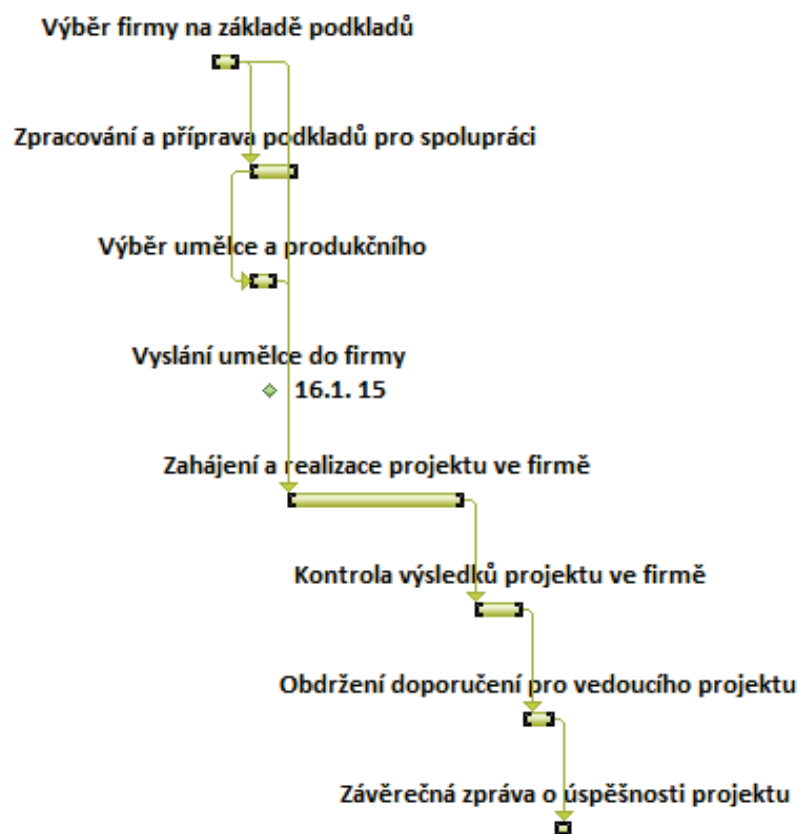 Výběr firmy na základě podkladů
Zpracování a příprava podkladů pro spolupráci
Výběr umělce a produkčního
Vyslání umělce do firmy
16.1. 15
Zahájení a realizace projektu ve firmě
Kontrola výsledků projektu ve firmě
Obdržení doporučení pro vedoucího projektu
Závěrečná zpráva o úspěšnosti projektu